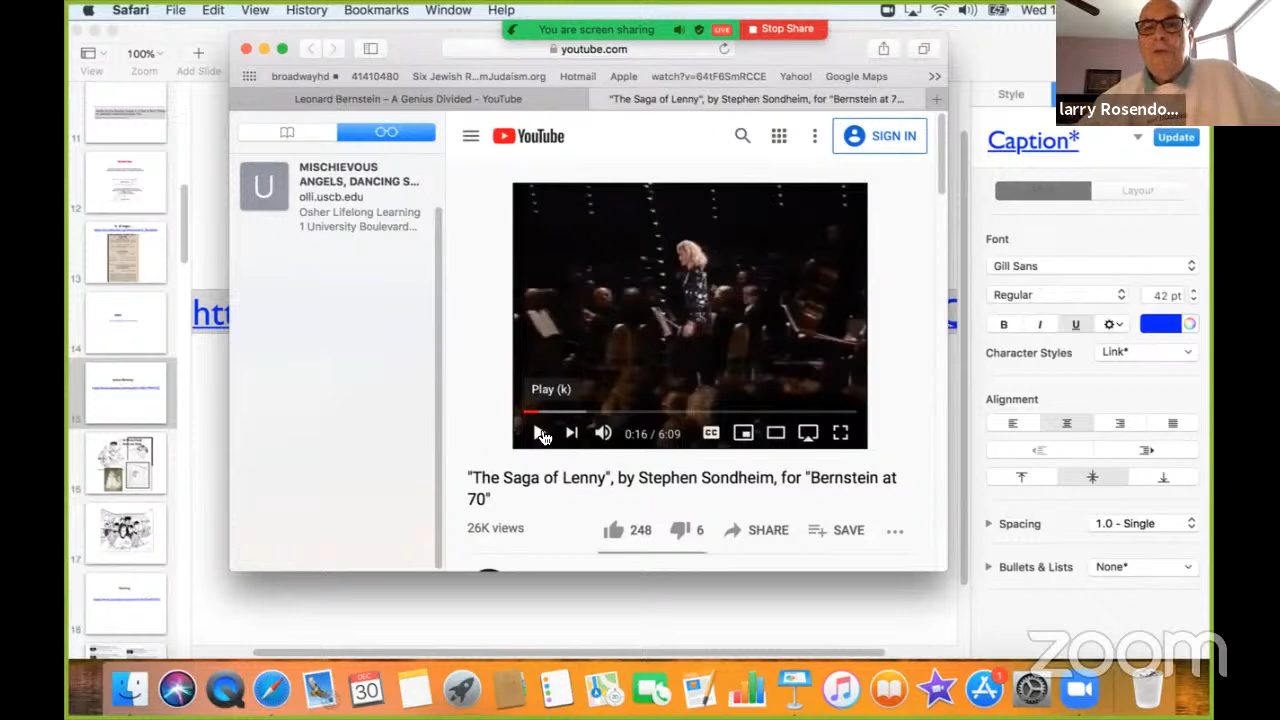 Safari File Edit View History Bookmarks Window Help Wed 1
You are screen sharing LIVE Stop Share
larry Rosendo...
View
100%
Zoom
Add Slide
youtube.com
broadwayhd 41410480 Six Jewish R...mJudaism.org Hotmail Apple watch?v=64tF6SmRCCE Yahoo! Google Maps >>
Leonard Bernstein – A Genius Divided - YouTube
"The Saga of Lenny", by Stephen Sondheim, for "Bernstein at 7...
MISCHIEVOUS
ANGELS, DANCING S...
olli.uscb.edu
Osher Lifelong Learning
1 University Boulevard...
U
YouTube
SIGN IN
Play (k)
0:16 / 6:09
CC
"The Saga of Lenny", by Stephen Sondheim, for "Bernstein at
70"
26K views
248 6 SHARE SAVE
htt
11
12
13
14
15
16
17
18
Style
Caption* Update
Layout
Font
Gill Sans
Regular 42 pt
B I U
Character Styles Link*
Alignment
Spacing 1.0 - Single
Bullets & Lists None*
zoom
DEC
30
1